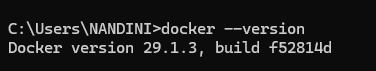 C:\Users\NANDINI>docker --version
Docker version 29.1.3, build f52814d